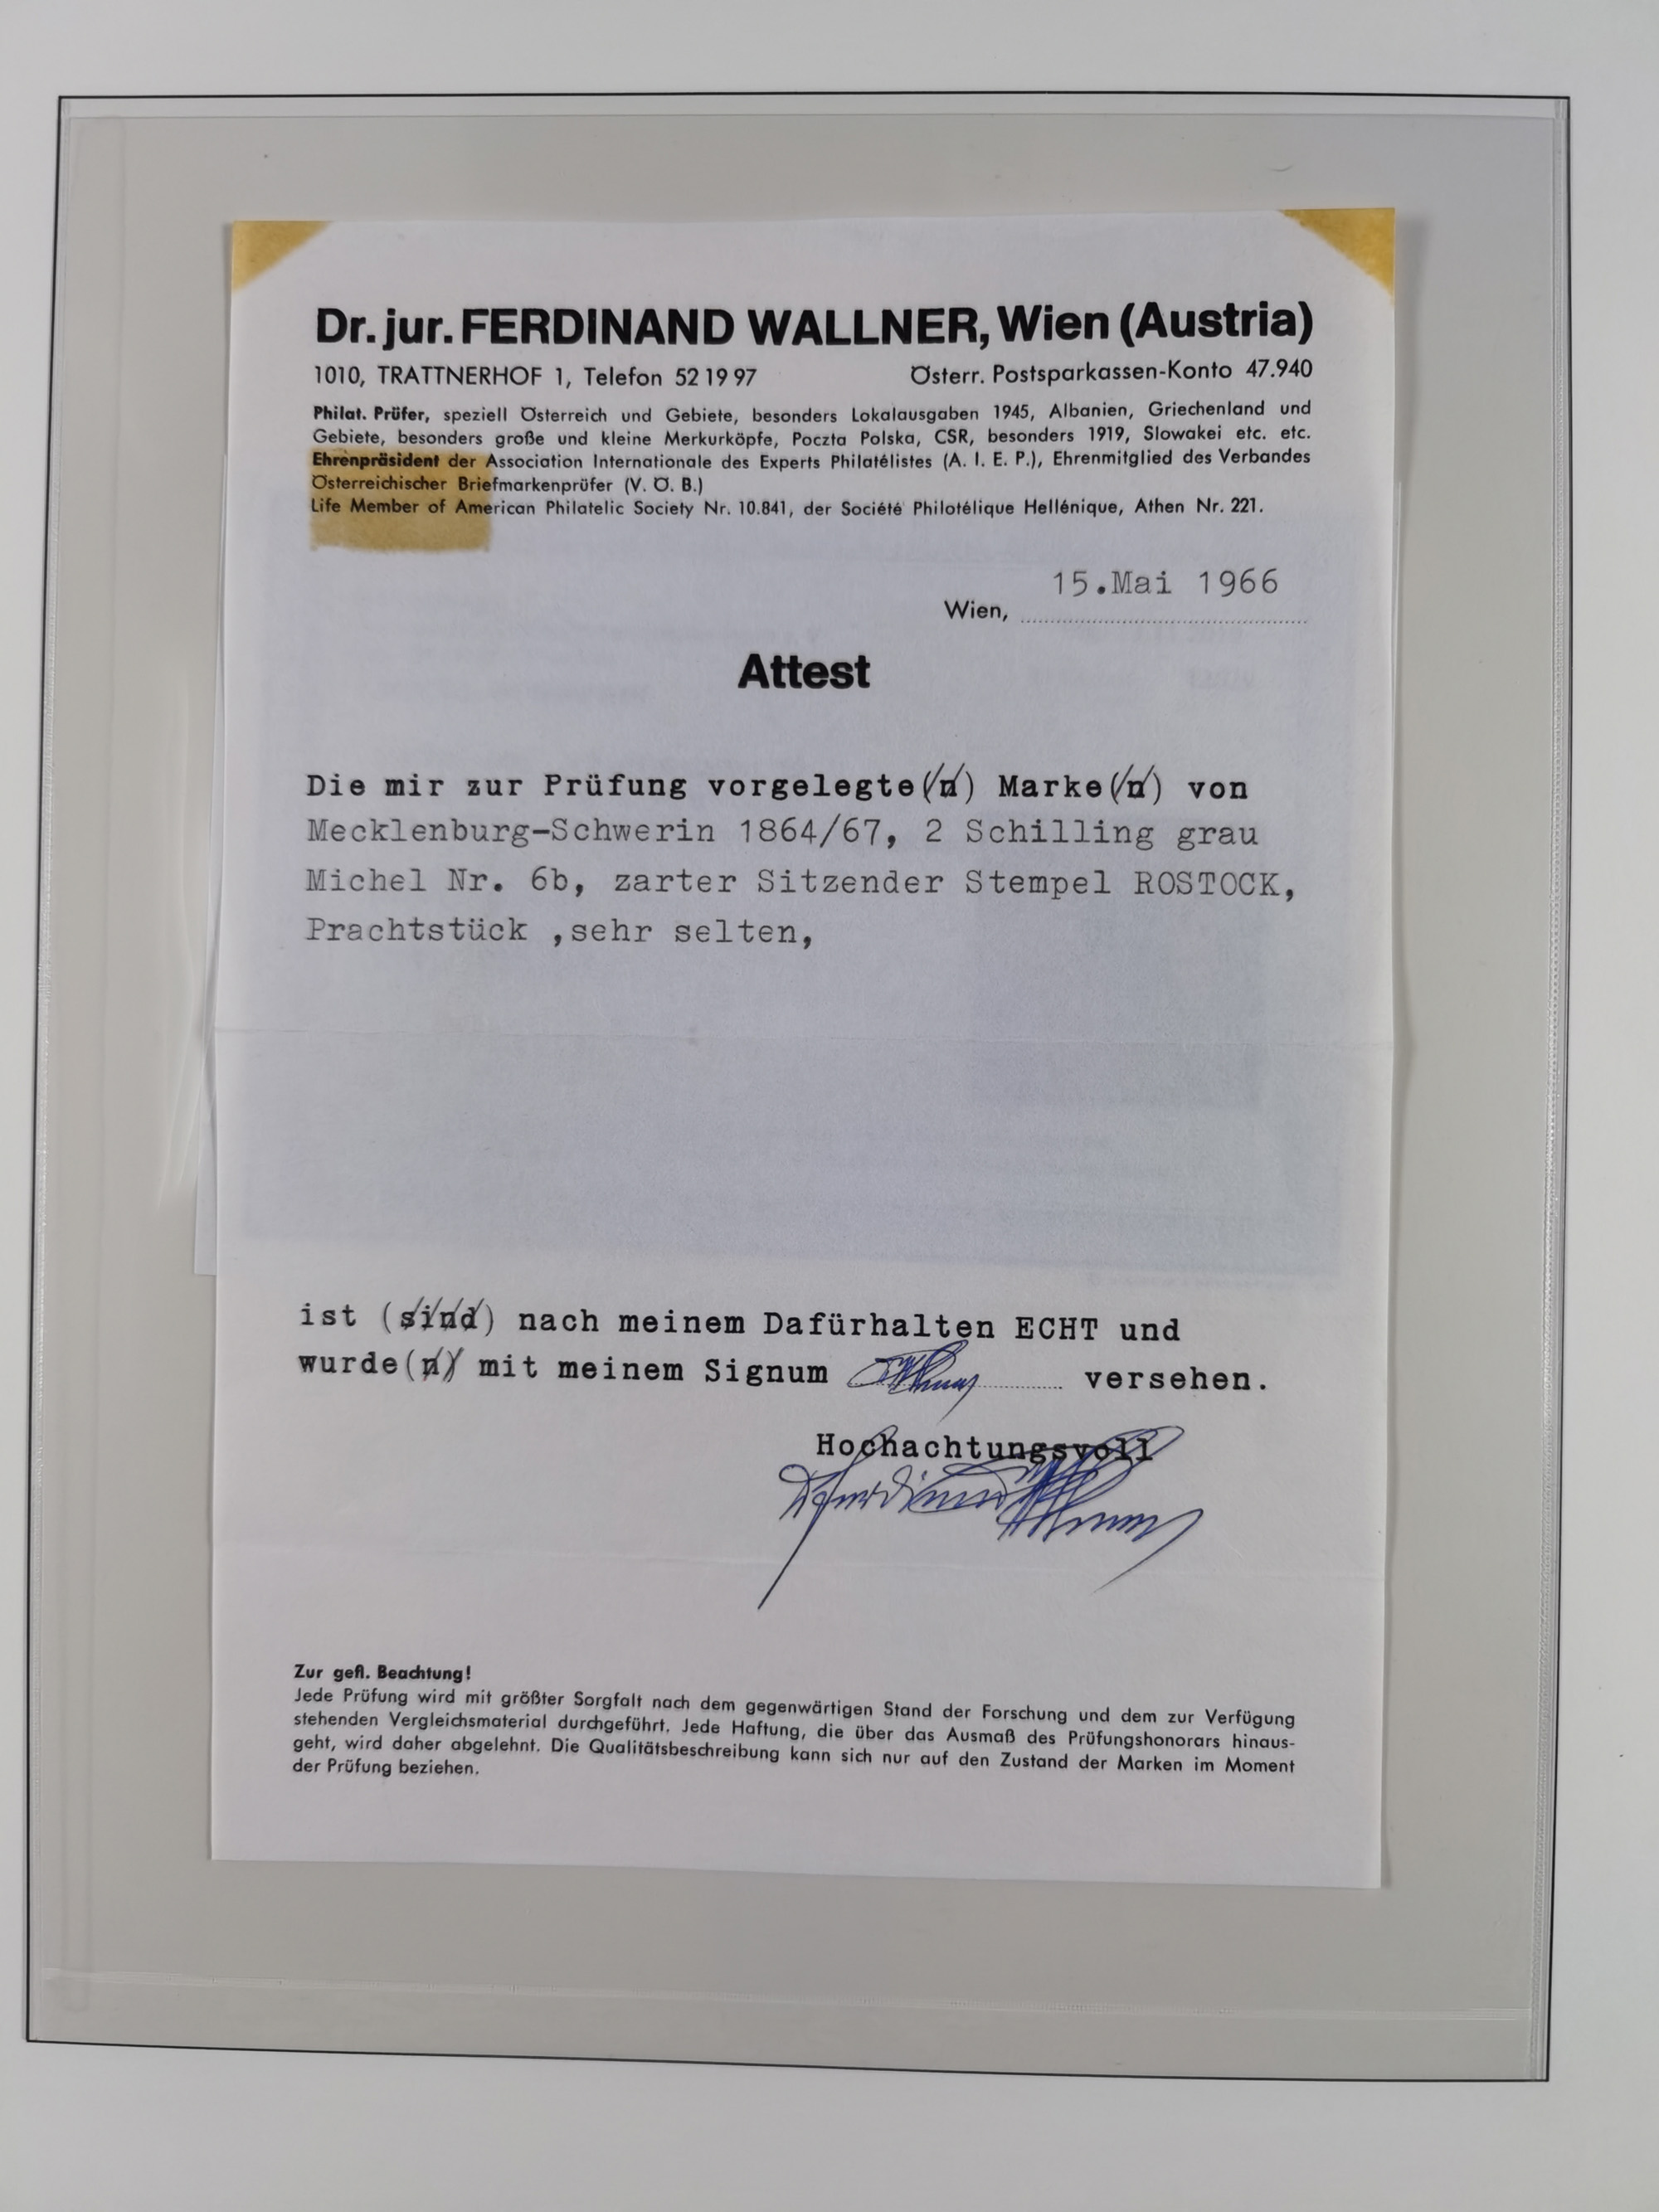 Dr. jur. FERDINAND WALLNER, Wien (Austria)
1010, TRATTNERHOF 1, Telefon 52 19 97 Österr. Postsparkassen-Konto 47.940
Philat. Prüfer, speziell Österreich und Gebiete, besonders Lokalausgaben 1945, Albanien, Griechenland und
Gebiete, besonders große und kleine Merkurköpfe, Poczta Polska, CSR, besonders 1919, Slowakei etc. etc.
Ehrenpräsident der Association Internationale des Experts Philatélistes (A. I. E. P.), Ehrenmitglied des Verbandes
Österreichischer Briefmarkenprüfer (V. Ö. B.)
Life Member of American Philatelic Society Nr. 10.841, der Société Philotélique Hellénique, Athen Nr. 221.
15.Mai 1966
Wien,
Attest
Die mir zur Prüfung vorgelegte(n) Marke(n) von
Mecklenburg-Schwerin 1864/67, 2 Schilling grau
Michel Nr. 6b, zarter Sitzender Stempel ROSTOCK,
Prachtstück ,sehr selten,
ist (sind) nach meinem Dafürhalten ECHT und
wurde(n) mit meinem Signum versehen.
Hochachtungsvoll
Zur gefl. Beachtung!
Jede Prüfung wird mit größter Sorgfalt nach dem gegenwärtigen Stand der Forschung und dem zur Verfügung
stehenden Vergleichsmaterial durchgeführt. Jede Haftung, die über das Ausmaß des Prüfungshonorars hinaus-
geht, wird daher abgelehnt. Die Qualitätsbeschreibung kann sich nur auf den Zustand der Marken im Moment
der Prüfung beziehen.